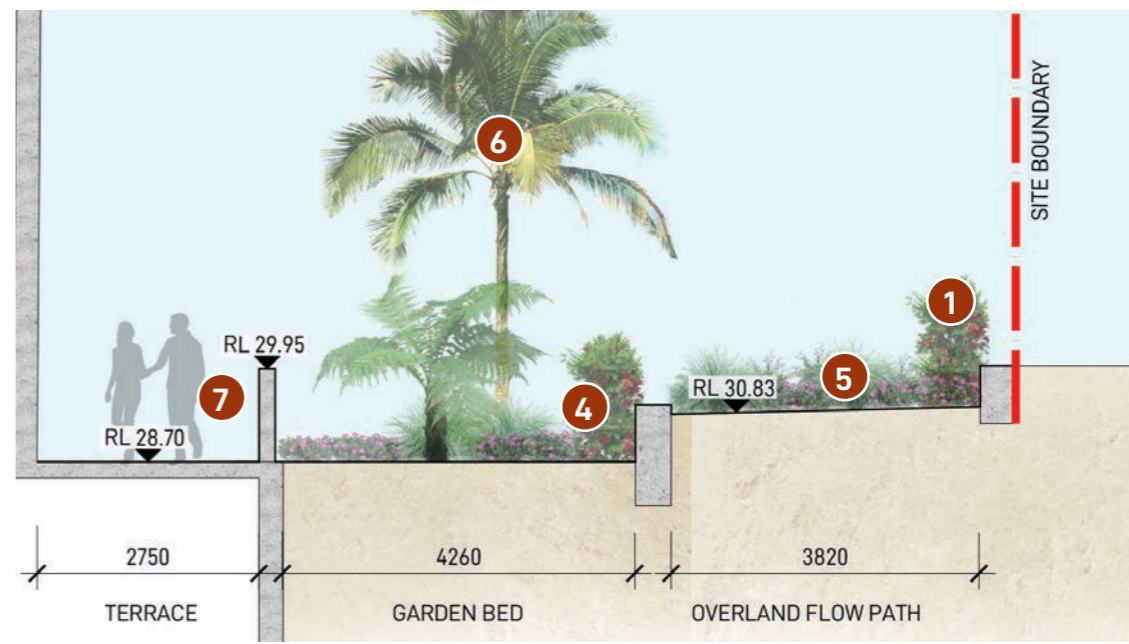 6
SITE BOUNDARY
1
RL 29.95
7
5
RL 30.83
4
RL 28.70
2750
4260
3820
TERRACE
GARDEN BED
OVERLAND FLOW PATH